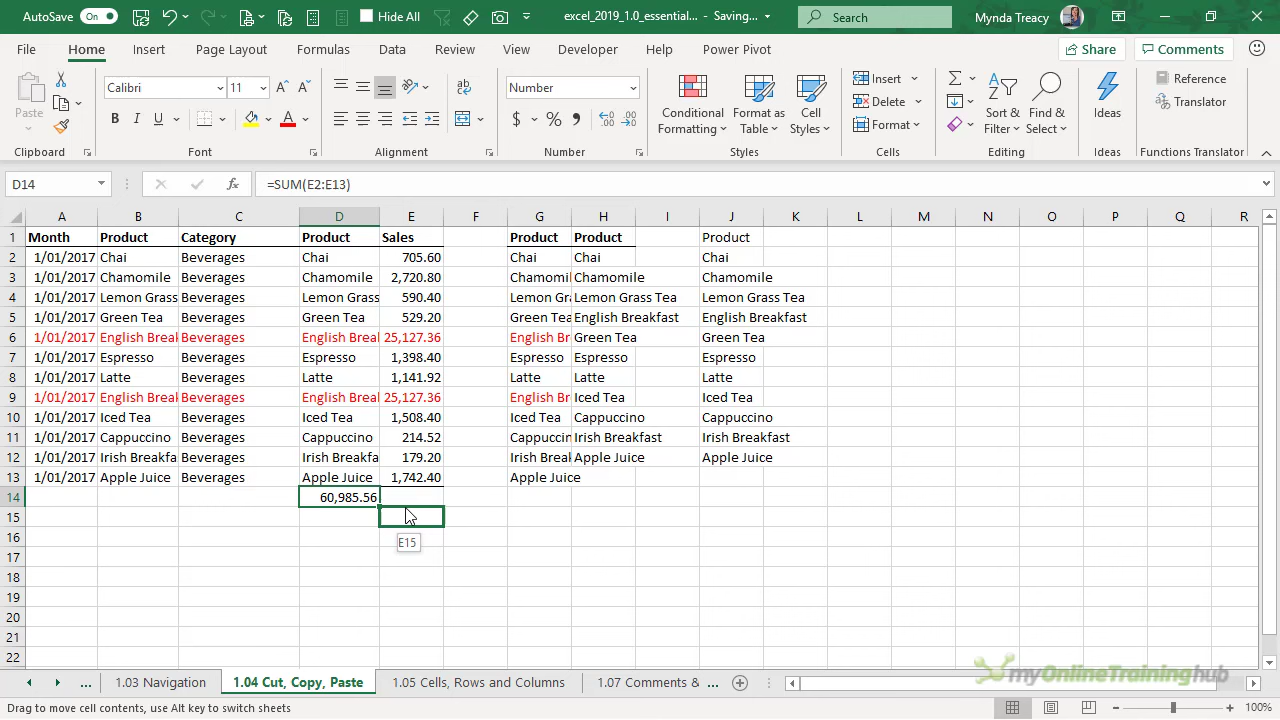 AutoSave On Hide All excel_2019_1.0_essential... - Saving... Search Mynda Treacy
File Home Insert Page Layout Formulas Data Review View Developer Help Power Pivot Share Comments
Paste Calibri 11 B I U A Number $ % , Conditional Formatting Format as Table Cell Styles Insert Delete Format Sort & Filter Find & Select Ideas Reference Translator
Clipboard Font Alignment Number Styles Cells Editing Ideas Functions Translator
D14 fx =SUM(E2:E13)
A B C D E F G H I J K L M N O P Q R
1 Month Product Category Product Sales Product Product Product
2 1/01/2017 Chai Beverages Chai 705.60 Chai Chai Chai
3 1/01/2017 Chamomile Beverages Chamomile 2,720.80 Chamomil Chamomile Chamomile
4 1/01/2017 Lemon Grass Beverages Lemon Grass 590.40 Lemon Gra Lemon Grass Tea Lemon Grass Tea
5 1/01/2017 Green Tea Beverages Green Tea 529.20 Green Tea English Breakfast English Breakfast
6 1/01/2017 English Break Beverages English Breal 25,127.36 English Br Green Tea Green Tea
7 1/01/2017 Espresso Beverages Espresso 1,398.40 Espresso Espresso Espresso
8 1/01/2017 Latte Beverages Latte 1,141.92 Latte Latte Latte
9 1/01/2017 English Break Beverages English Breal 25,127.36 English Br Iced Tea Iced Tea
10 1/01/2017 Iced Tea Beverages Iced Tea 1,508.40 Iced Tea Cappuccino Cappuccino
11 1/01/2017 Cappuccino Beverages Cappuccino 214.52 Cappuccin Irish Breakfast Irish Breakfast
12 1/01/2017 Irish Breakfa Beverages Irish Breakfa 179.20 Irish Break Apple Juice Apple Juice
13 1/01/2017 Apple Juice Beverages Apple Juice 1,742.40 Apple Juice
14 60,985.56
15
16 E15
17
18
19
20
21
22
... 1.03 Navigation 1.04 Cut, Copy, Paste 1.05 Cells, Rows and Columns 1.07 Comments & ...
myOnlineTraininghub
Drag to move cell contents, use Alt key to switch sheets 100%